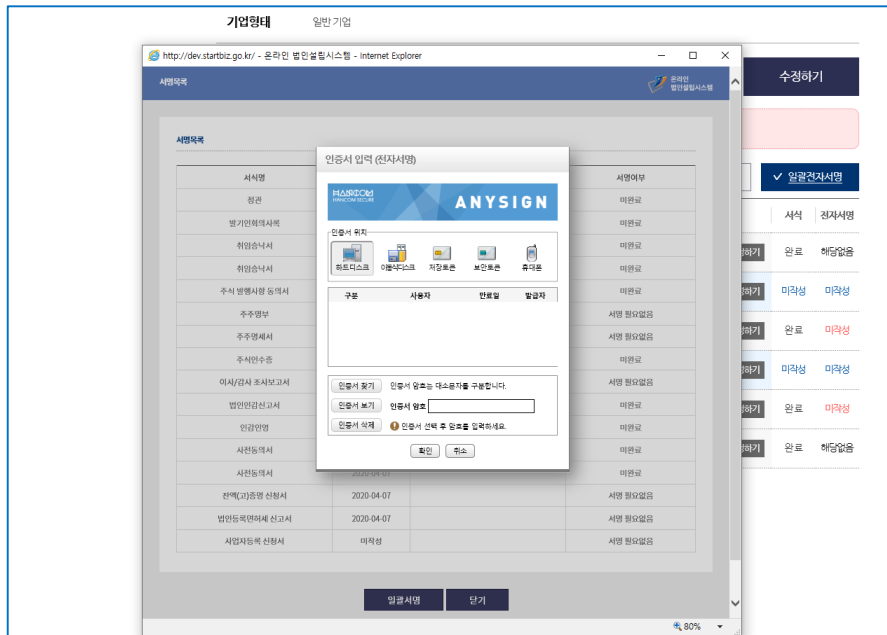 기업형태 일반 기업
http://dev.startbiz.go.kr/ - 온라인 법인설립시스템 - Internet Explorer
서명목록 온라인
법인설립시스템
수정하기
서명목록
일괄전자서명
서식명 서명여부
서식 전자서명
정관 미완료
발기인회의사록 미완료
취임승낙서 미완료
완료 해당없음
취임승낙서 미완료
주식 발행사항 동의서 미완료
하기 미작성 미작성
주주명부 서명 필요없음
주주명세서 서명 필요없음
하기 완료 미작성
주식인수증 미완료
이사/감사 조사보고서 서명 필요없음
하기 미작성 미작성
법인인감신고서 미완료
하기 완료 미작성
인감인영 미완료
사전동의서 미완료
하기 완료 해당없음
사전동의서 2020-04-07 미완료
잔액(고)증명 신청서 2020-04-07 서명 필요없음
법인등록면허세 신고서 2020-04-07 서명 필요없음
사업자등록 신청서 미작성 서명 필요없음
인증서 입력 (전자서명)
HANCOM
HANCOM SECURE
ANYSIGN
인증서 위치
하드디스크 이동식디스크 저장토큰 보안토큰 휴대폰
구분 사용자 만료일 발급자
인증서 찾기 인증서 암호는 대소문자를 구분합니다.
인증서 보기 인증서 암호
인증서 삭제 인증서 선택 후 암호를 입력하세요.
확인 취소
일괄서명 닫기
80%